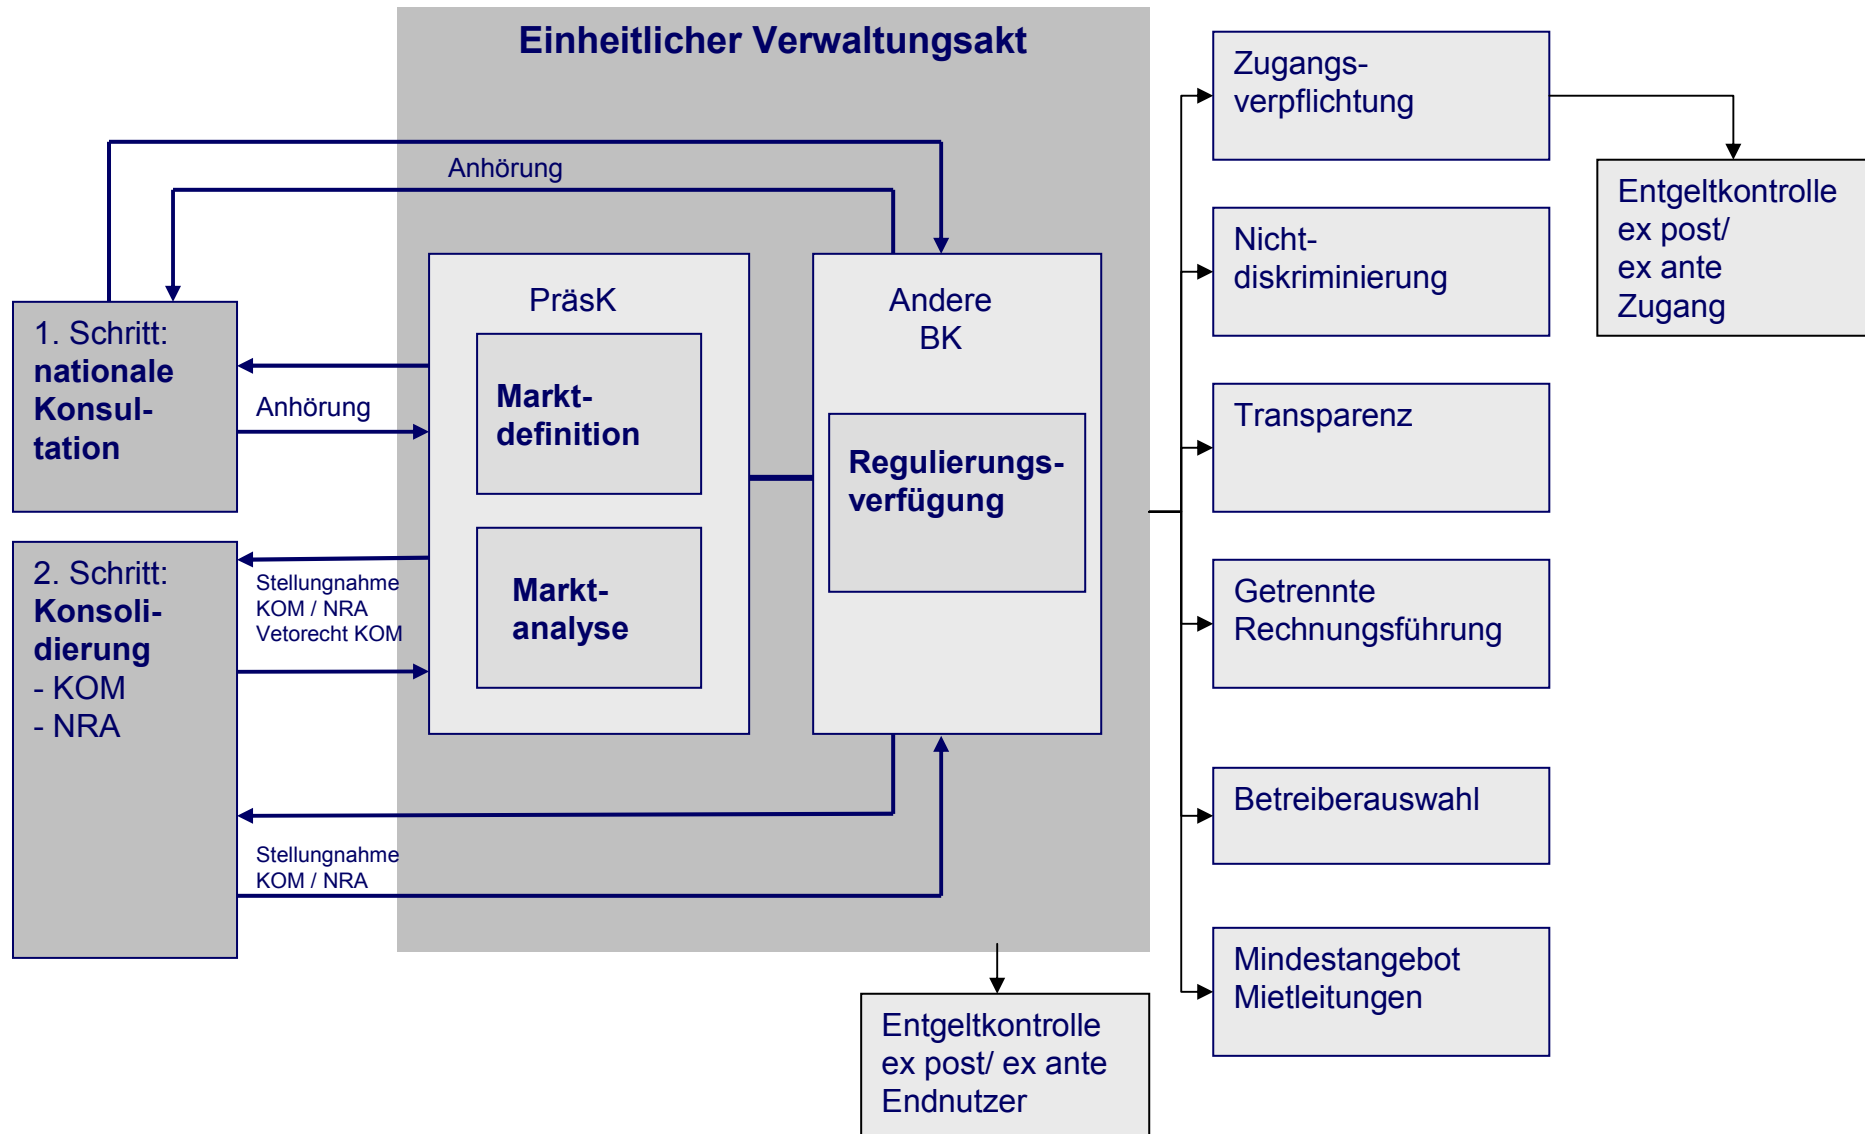 Einheitlicher Verwaltungsakt
Anhörung
1. Schritt:
nationale
Konsul-
tation
Anhörung
2. Schritt:
Konsoli-
dierung
- KOM
- NRA
Stellungnahme
KOM / NRA
Vetorecht KOM
Stellungnahme
KOM / NRA
PräsK
Markt-
definition
Markt-
analyse
Andere
BK
Regulierungs-
verfügung
Zugangs-
verpflichtung
Nicht-
diskriminierung
Transparenz
Getrennte
Rechnungsführung
Betreiberauswahl
Mindestangebot
Mietleitungen
Entgeltkontrolle
ex post/
ex ante
Zugang
Entgeltkontrolle
ex post/ ex ante
Endnutzer